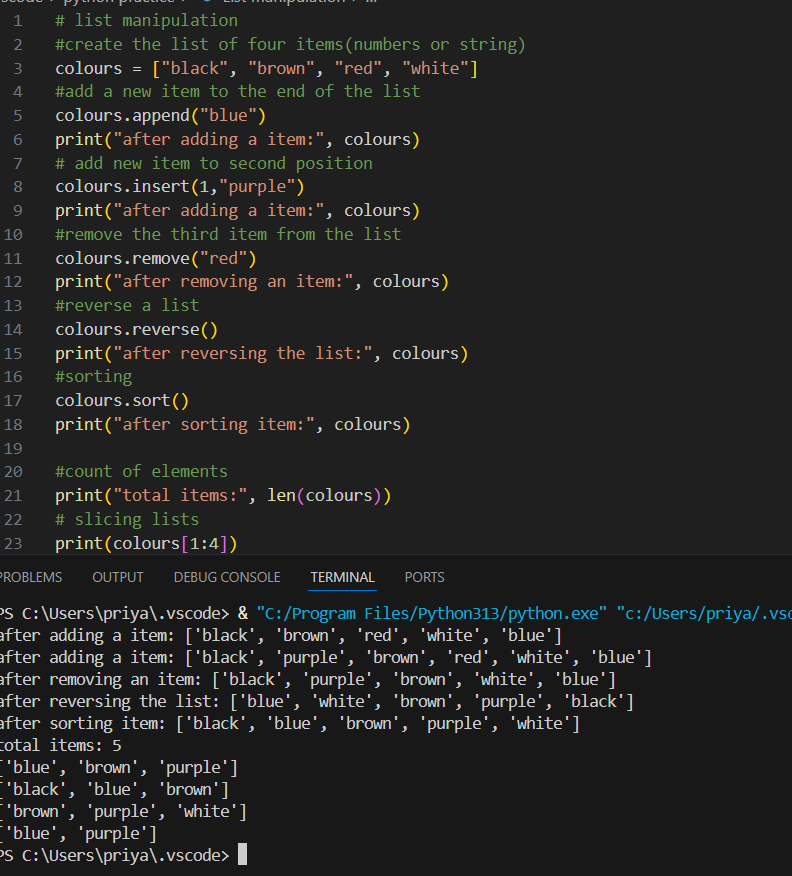 1 # list manipulation
2 #create the list of four items(numbers or string)
3 colours = ["black", "brown", "red", "white"]
4 #add a new item to the end of the list
5 colours.append("blue")
6 print("after adding a item:", colours)
7 # add new item to second position
8 colours.insert(1,"purple")
9 print("after adding a item:", colours)
10 #remove the third item from the list
11 colours.remove("red")
12 print("after removing an item:", colours)
13 #reverse a list
14 colours.reverse()
15 print("after reversing the list:", colours)
16 #sorting
17 colours.sort()
18 print("after sorting item:", colours)
19
20 #count of elements
21 print("total items:", len(colours))
22 # slicing lists
23 print(colours[1:4])
ROBLEMS OUTPUT DEBUG CONSOLE TERMINAL PORTS
PS C:\Users\priya\.vscode> & "C:/Program Files/Python313/python.exe" "c:/Users/priya/.vsc
after adding a item: ['black', 'brown', 'red', 'white', 'blue']
after adding a item: ['black', 'purple', 'brown', 'red', 'white', 'blue']
after removing an item: ['black', 'purple', 'brown', 'white', 'blue']
after reversing the list: ['blue', 'white', 'brown', 'purple', 'black']
after sorting item: ['black', 'blue', 'brown', 'purple', 'white']
total items: 5
['blue', 'brown', 'purple']
['black', 'blue', 'brown']
['brown', 'purple', 'white']
['blue', 'purple']
PS C:\Users\priya\.vscode>